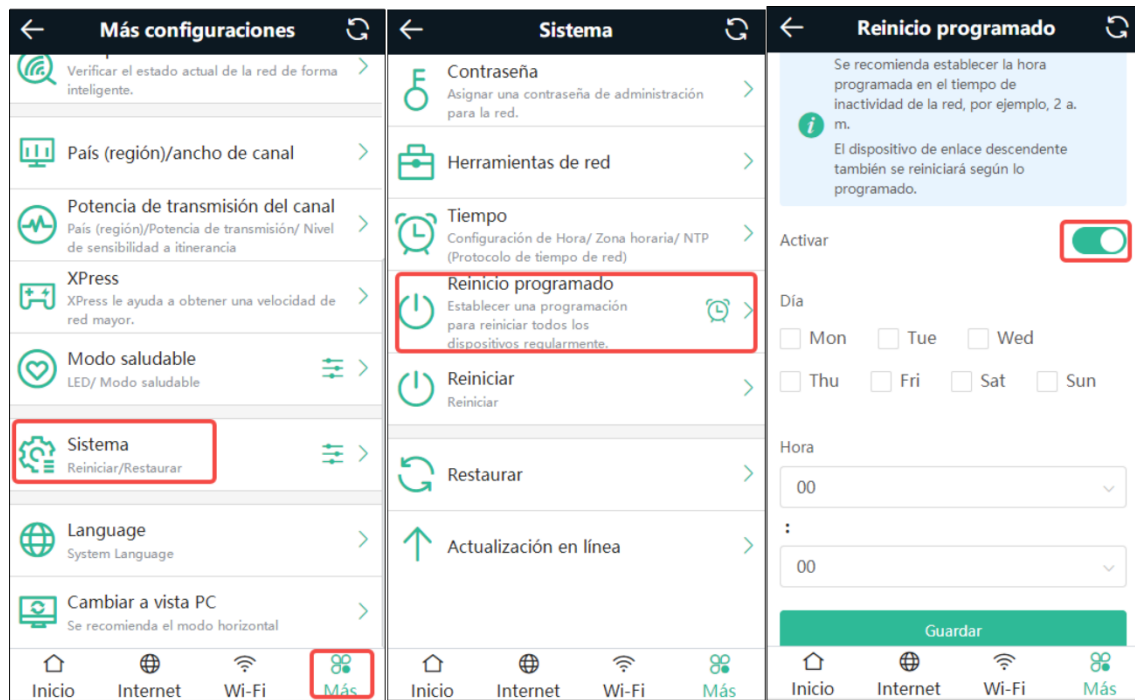 Más configuraciones
Verificar el estado actual de la red de forma
inteligente.
País (región)/ancho de canal
Potencia de transmisión del canal
País (región)/Potencia de transmisión/ Nivel
de sensibilidad a itinerancia
XPress
XPress le ayuda a obtener una velocidad de
red mayor.
Modo saludable
LED/ Modo saludable
Sistema
Reiniciar/Restaurar
Language
System Language
Cambiar a vista PC
Se recomienda el modo horizontal
Inicio
Internet
Wi-Fi
Más
Sistema
Contraseña
Asignar una contraseña de administración
para la red.
Herramientas de red
Tiempo
Configuración de Hora/ Zona horaria/ NTP
(Protocolo de tiempo de red)
Reinicio programado
Establecer una programación
para reiniciar todos los
dispositivos regularmente.
Reiniciar
Reiniciar
Restaurar
Actualización en línea
Inicio
Internet
Wi-Fi
Más
Reinicio programado
Se recomienda establecer la hora
programada en el tiempo de
inactividad de la red, por ejemplo, 2 a.
m.
El dispositivo de enlace descendente
también se reiniciará según lo
programado.
Activar
Día
Mon Tue Wed
Thu Fri Sat Sun
Hora
00
:
00
Guardar
Inicio
Internet
Wi-Fi
Más